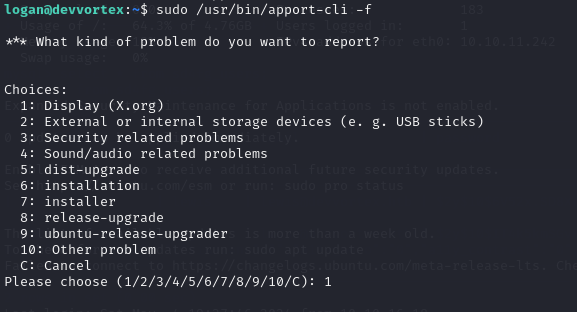 logan@devvortex:~$ sudo /usr/bin/apport-cli -f
*** What kind of problem do you want to report?
Choices:
1: Display (X.org)
2: External or internal storage devices (e. g. USB sticks)
3: Security related problems
4: Sound/audio related problems
5: dist-upgrade
6: installation
7: installer
8: release-upgrade
9: ubuntu-release-upgrader
10: Other problem
C: Cancel
Please choose (1/2/3/4/5/6/7/8/9/10/C): 1